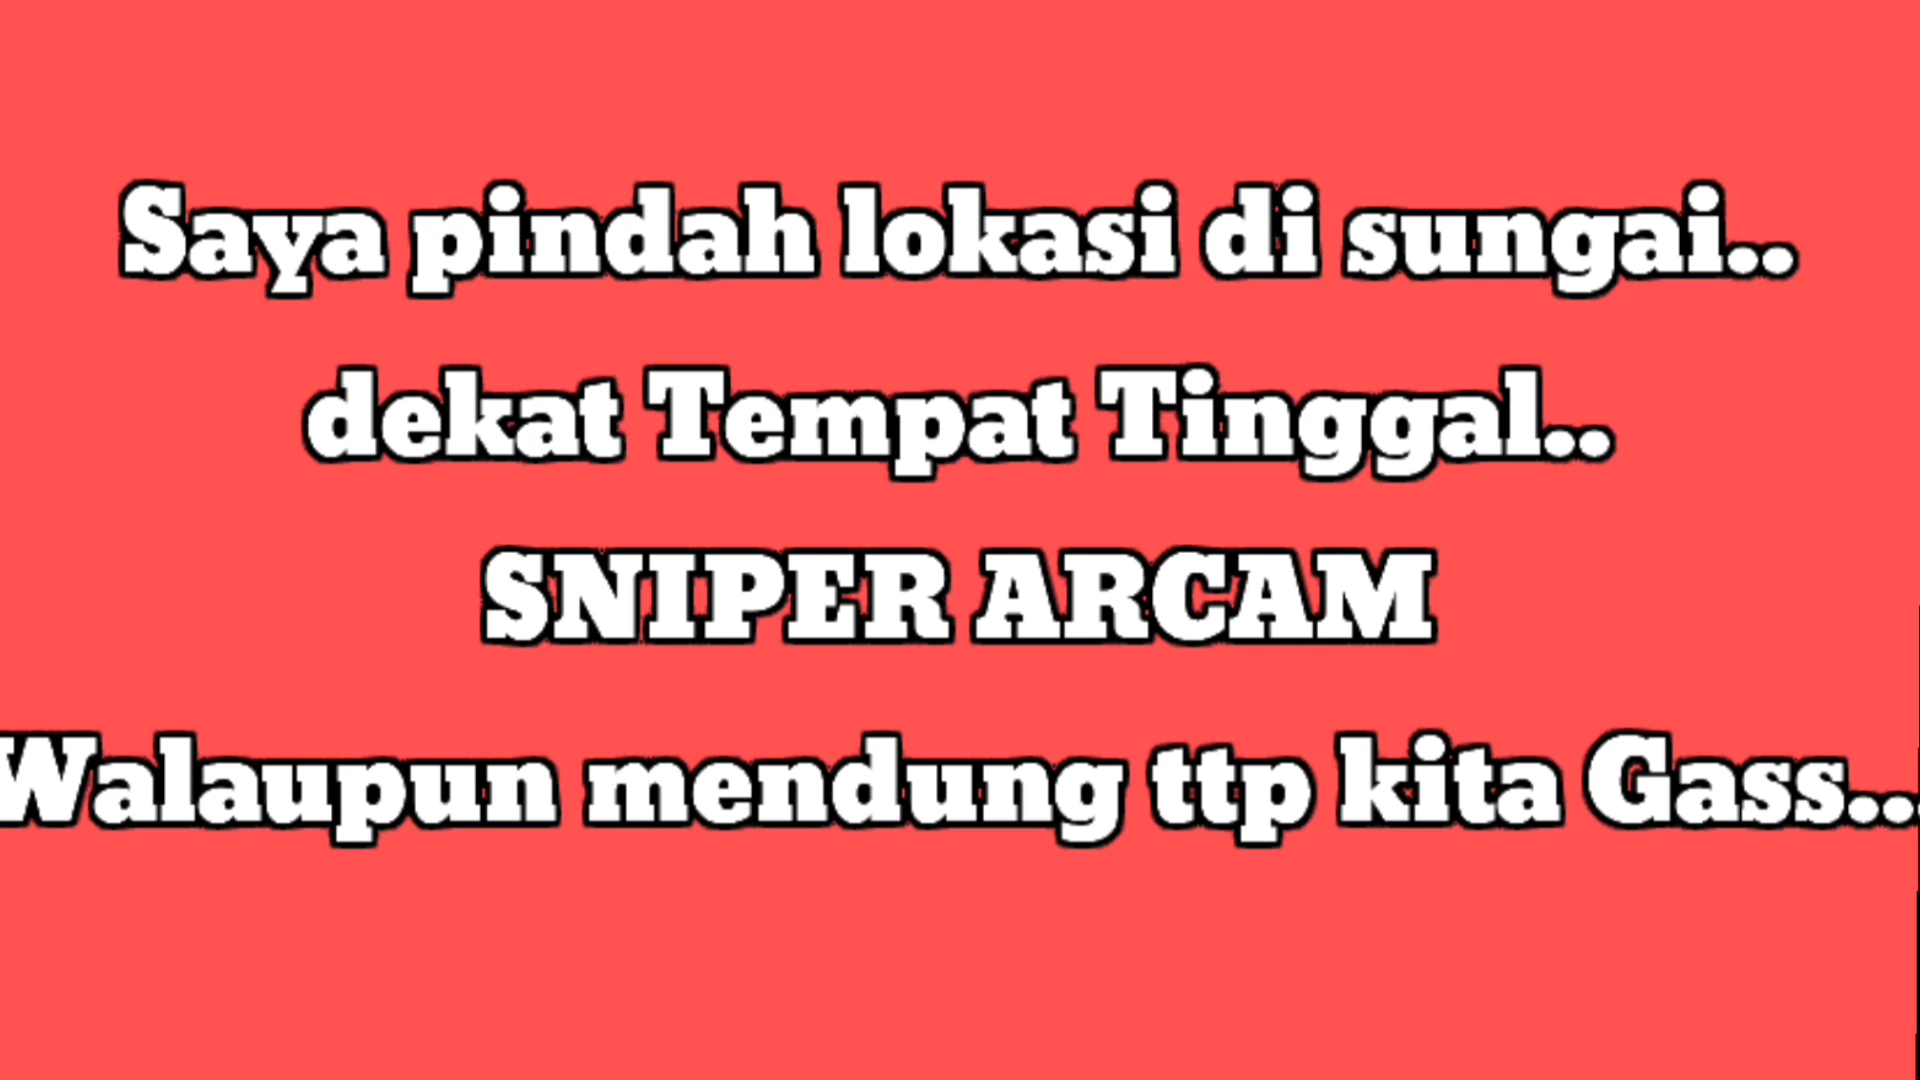 Saya pindah lokasi di sungai..
dekat Tempat Tinggal..
SNIPER ARCAM
Walaupun mendung ttp kita Gass...